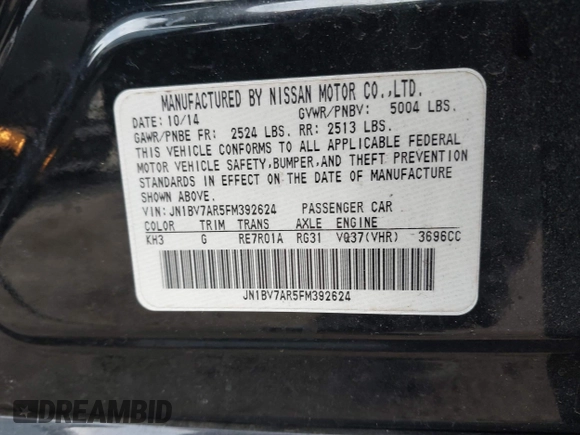 MANUFACTURED BY NISSAN MOTOR CO.,LTD.
DATE: 10/14 GVWR/PNBV: 5004 LBS.
GAWR/PNBE FR: 2524 LBS. RR: 2513 LBS.
THIS VEHICLE CONFORMS TO ALL APPLICABLE FEDERAL
MOTOR VEHICLE SAFETY,BUMPER,AND THEFT PREVENTION
STANDARDS IN EFFECT ON THE DATE OF MANUFACTURE
SHOWN ABOVE.
VIN: JN1BV7AR5FM392624 PASSENGER CAR
COLOR TRIM TRANS AXLE ENGINE
KH3 G RE7R01A RG31 VQ37(VHR) 3696CC
JN1BV7AR5FM392624
DREAMBID